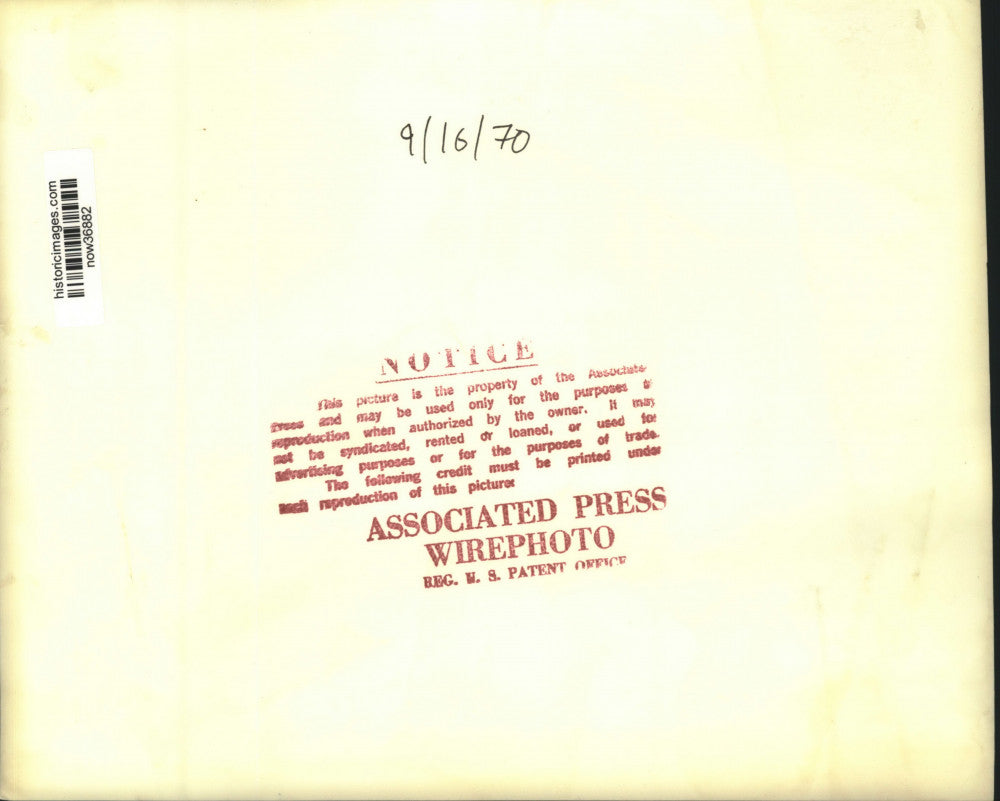 9/16/70
historicimages.com
now36882
NOTICE
This picture is the property of the Associate
Press and may be used only for the purposes
reproduction when authorized by the owner. It may
not be syndicated, rented or loaned, or used for
advertising purposes or for the purposes of trade.
The following credit must be printed under
each reproduction of this picture:
ASSOCIATED PRESS
WIREPHOTO
REG. U. S. PATENT OFFICE